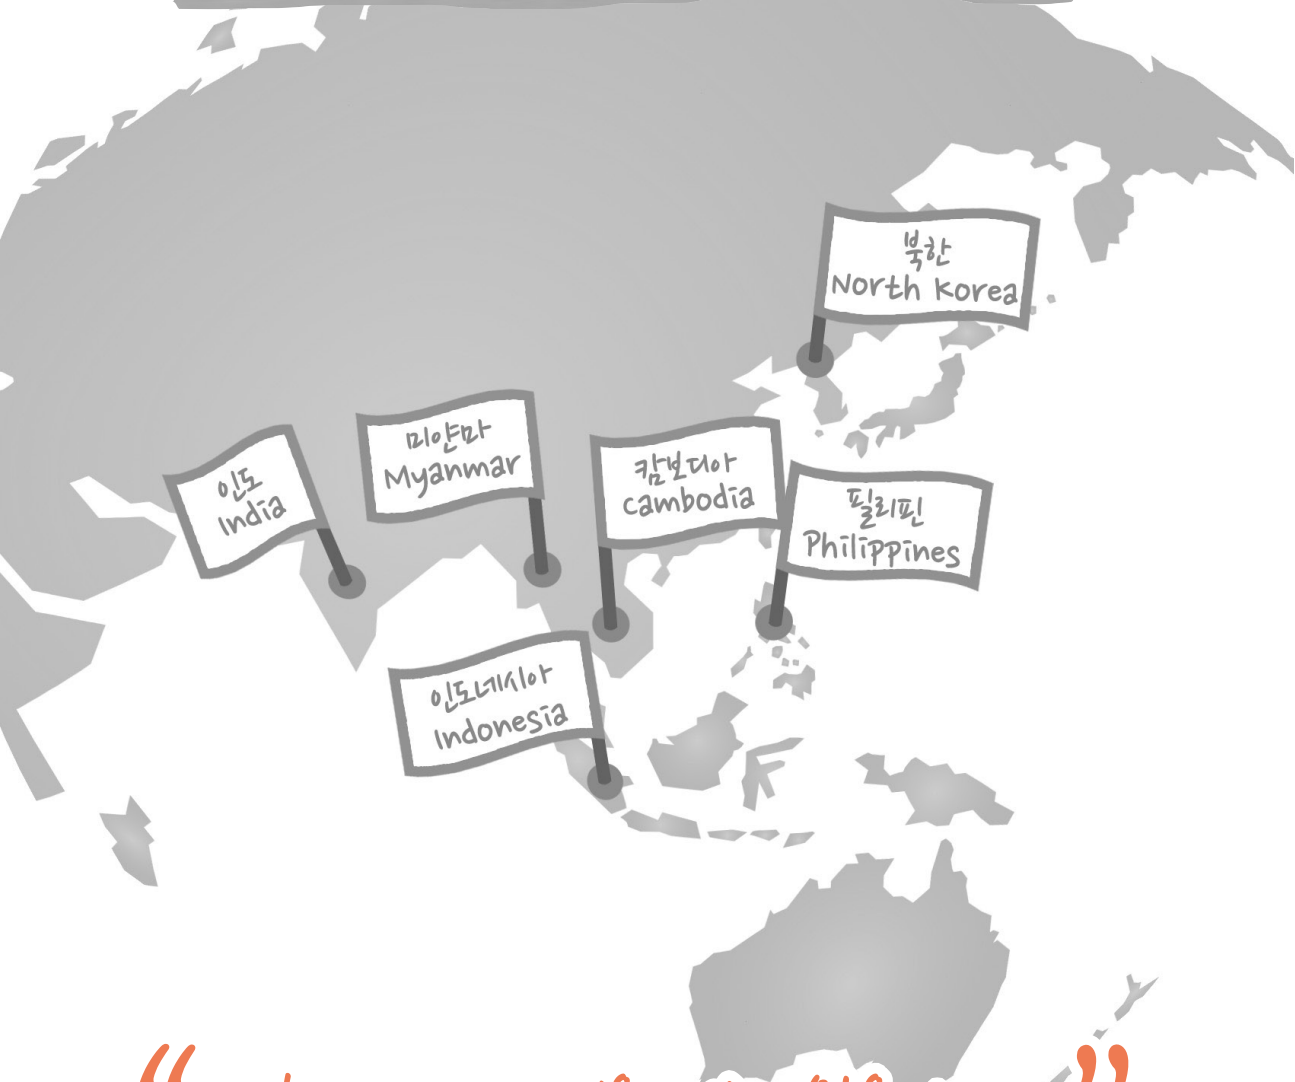 북한
North Korea
미얀마
Myanmar
인도
India
캄보디아
Cambodia
필리핀
Philippines
인도네시아
Indonesia
“ ”